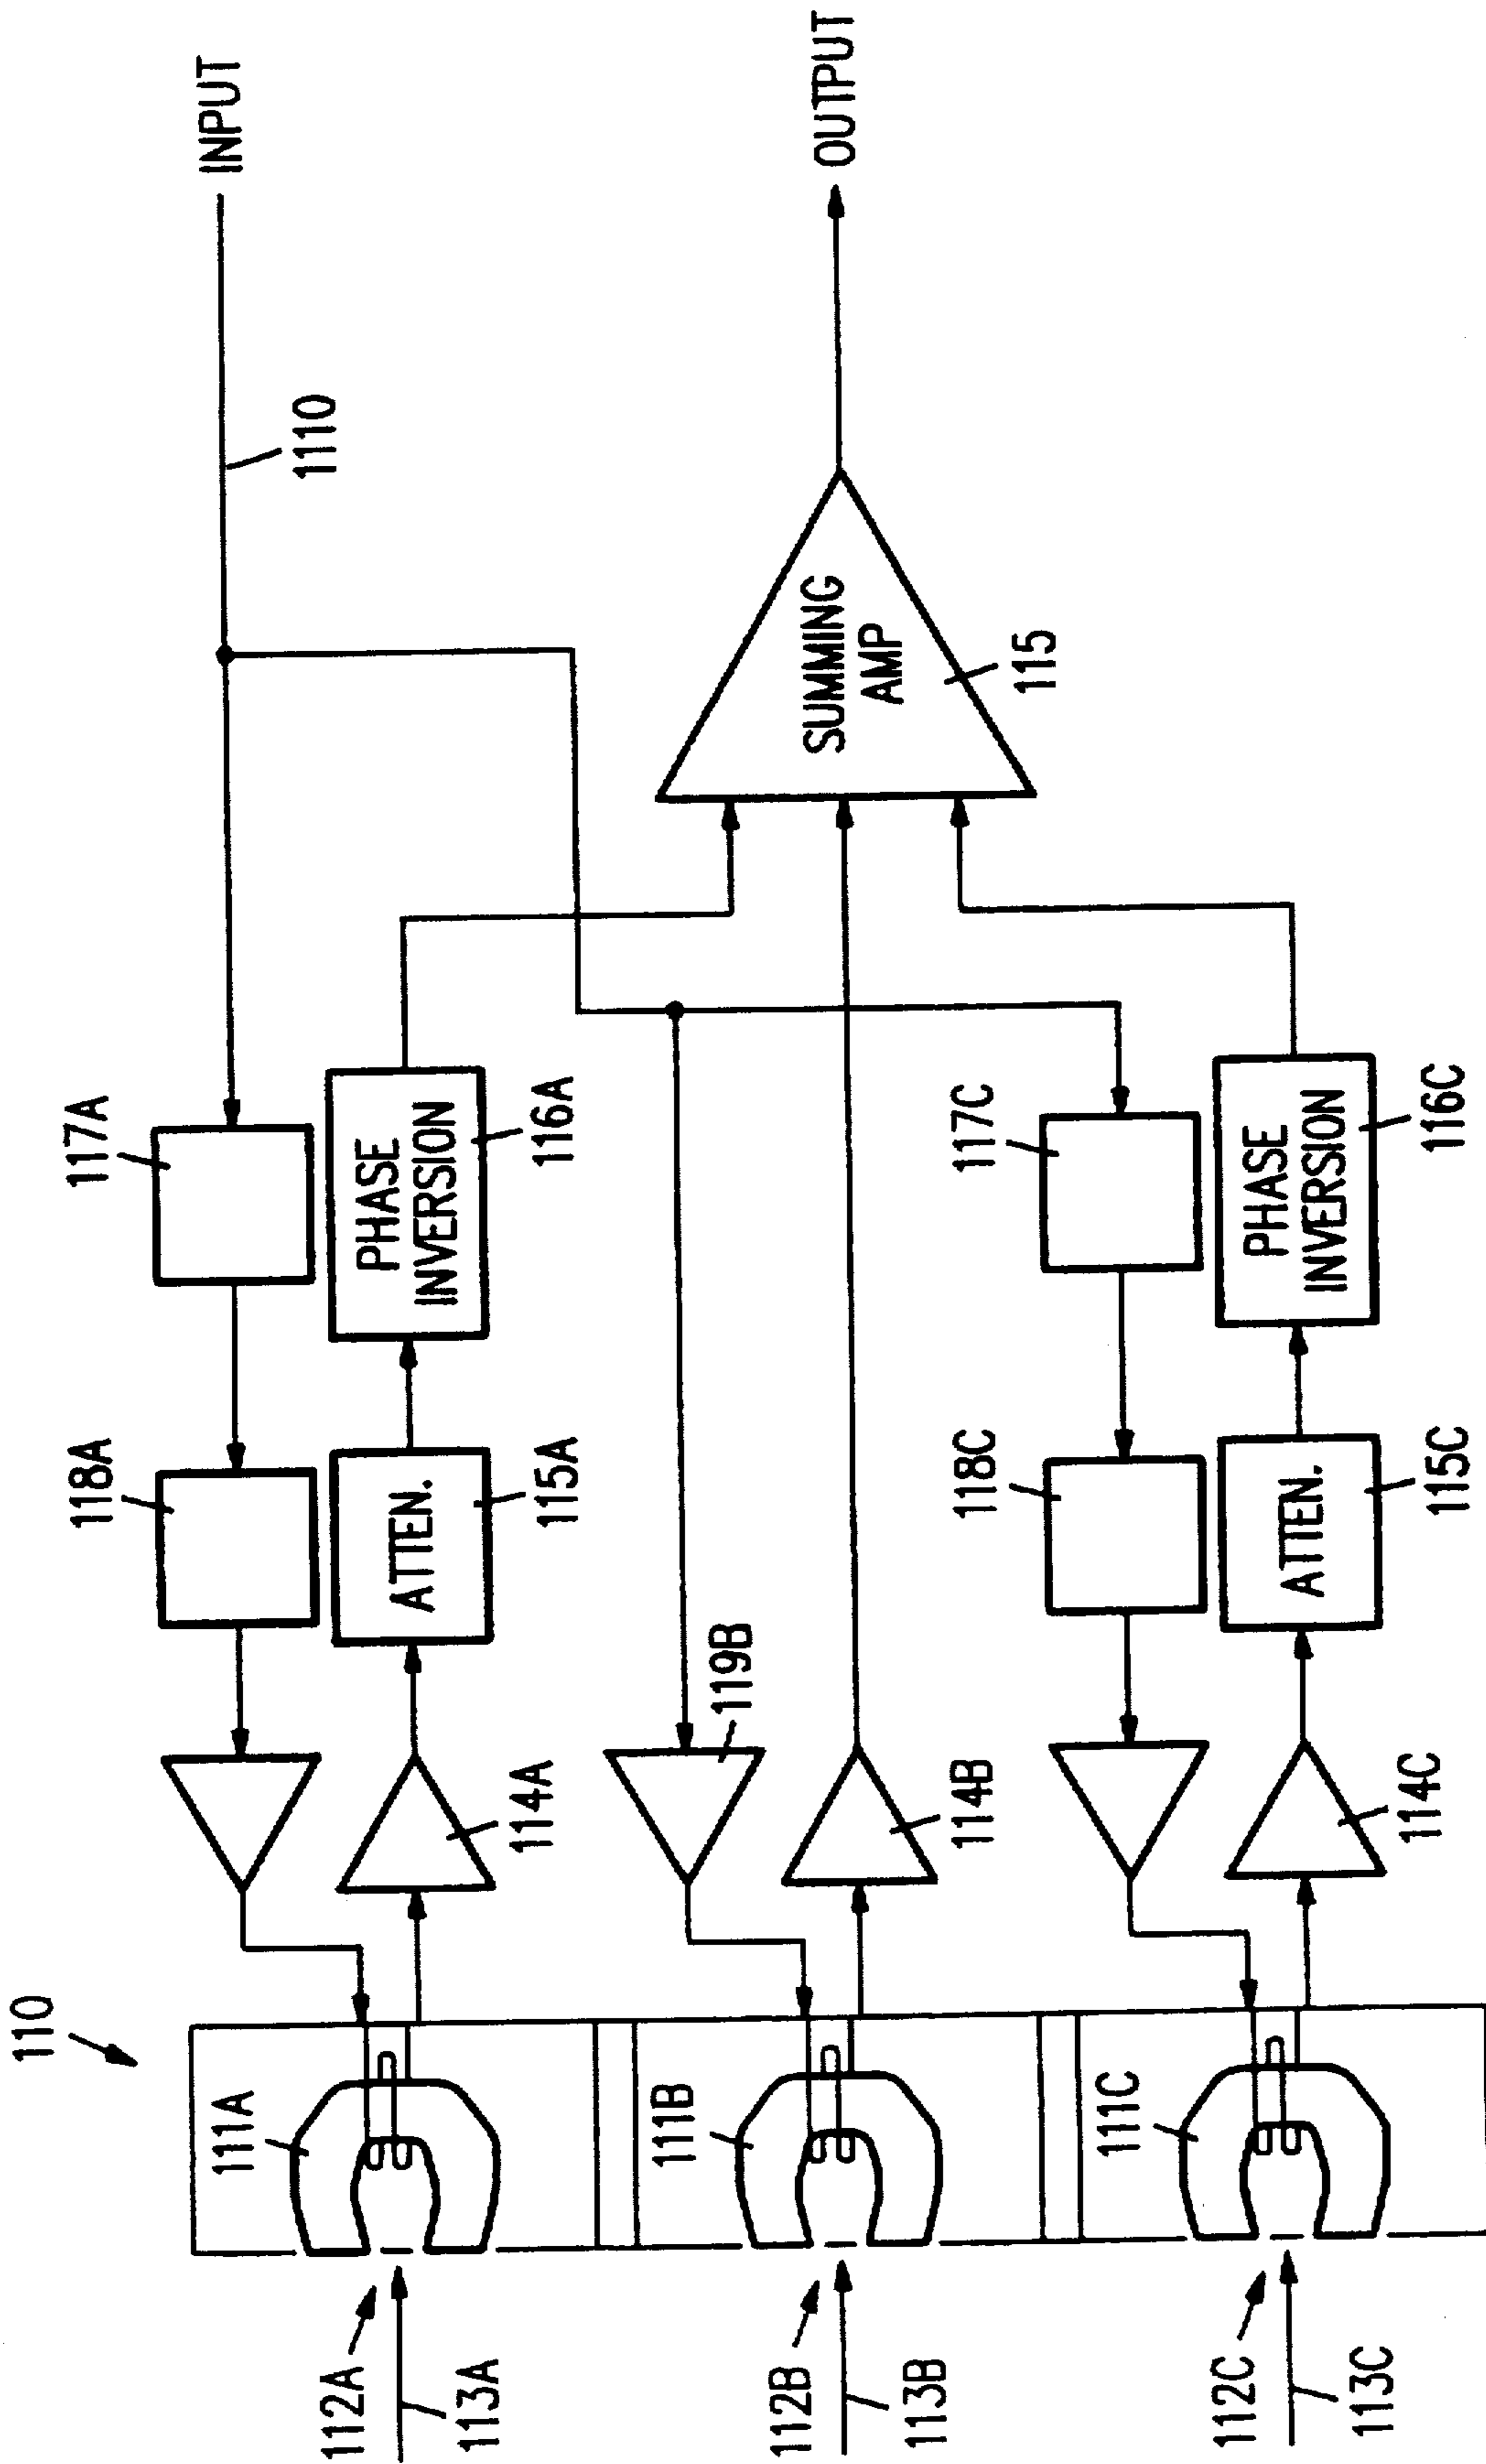 110
INPUT
1110
OUTPUT
117A
118A
111A
PHASE
INVERSION
116A
ATTEN.
115A
114A
112A
113A
SUMMING
AMP
115
119B
111B
114B
112B
113B
117C
118C
111C
PHASE
INVERSION
116C
ATTEN.
115C
114C
112C
113C